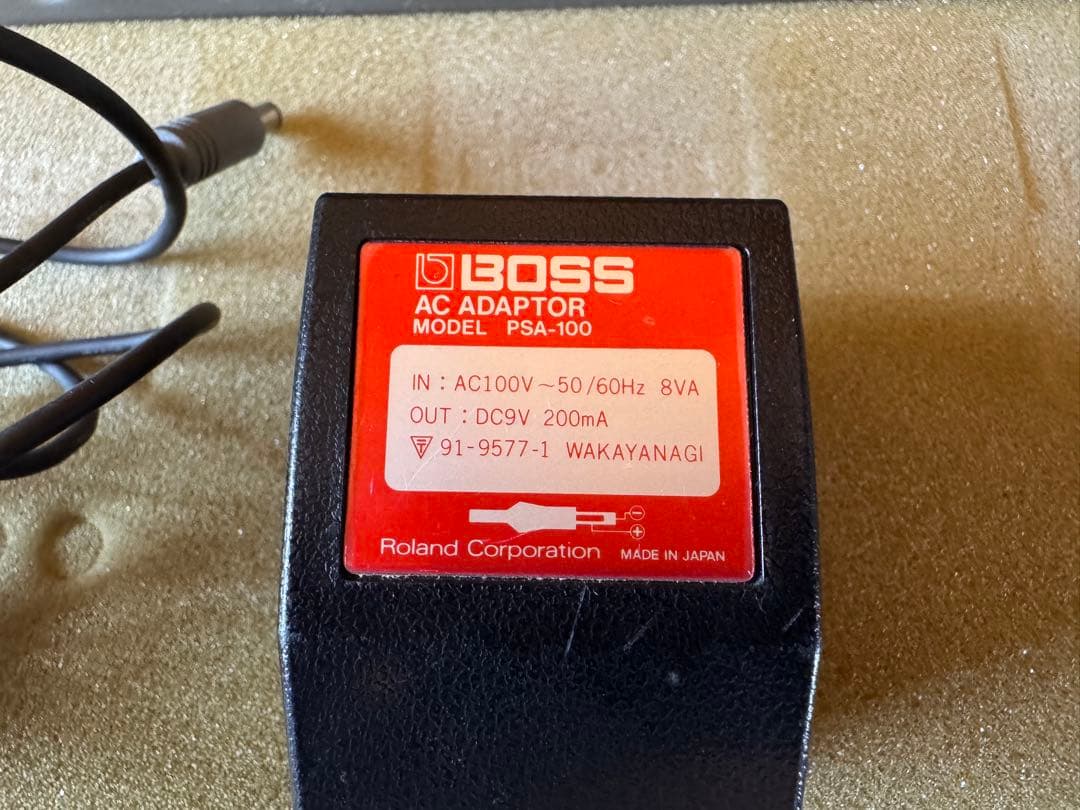 BOSS
AC ADAPTOR
MODEL PSA-100
IN : AC100V ~ 50/60Hz 8VA
OUT : DC9V 200mA
91-9577-1 WAKAYANAGI
Roland Corporation MADE IN JAPAN